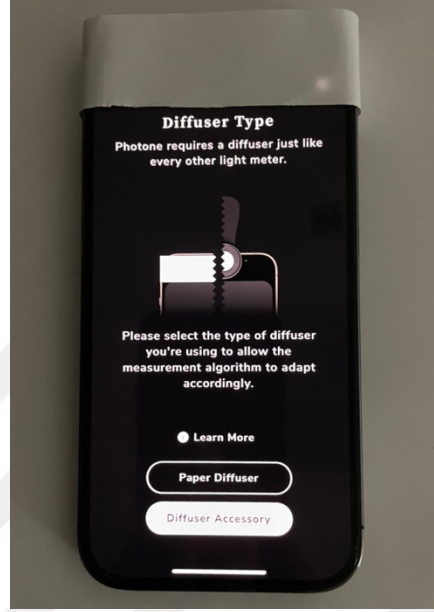 Diffuser Type
Photone requires a diffuser just like
every other light meter.
Please select the type of diffuser
you're using to allow the
measurement algorithm to adapt
accordingly.
Learn More
Paper Diffuser
Diffuser Accessory